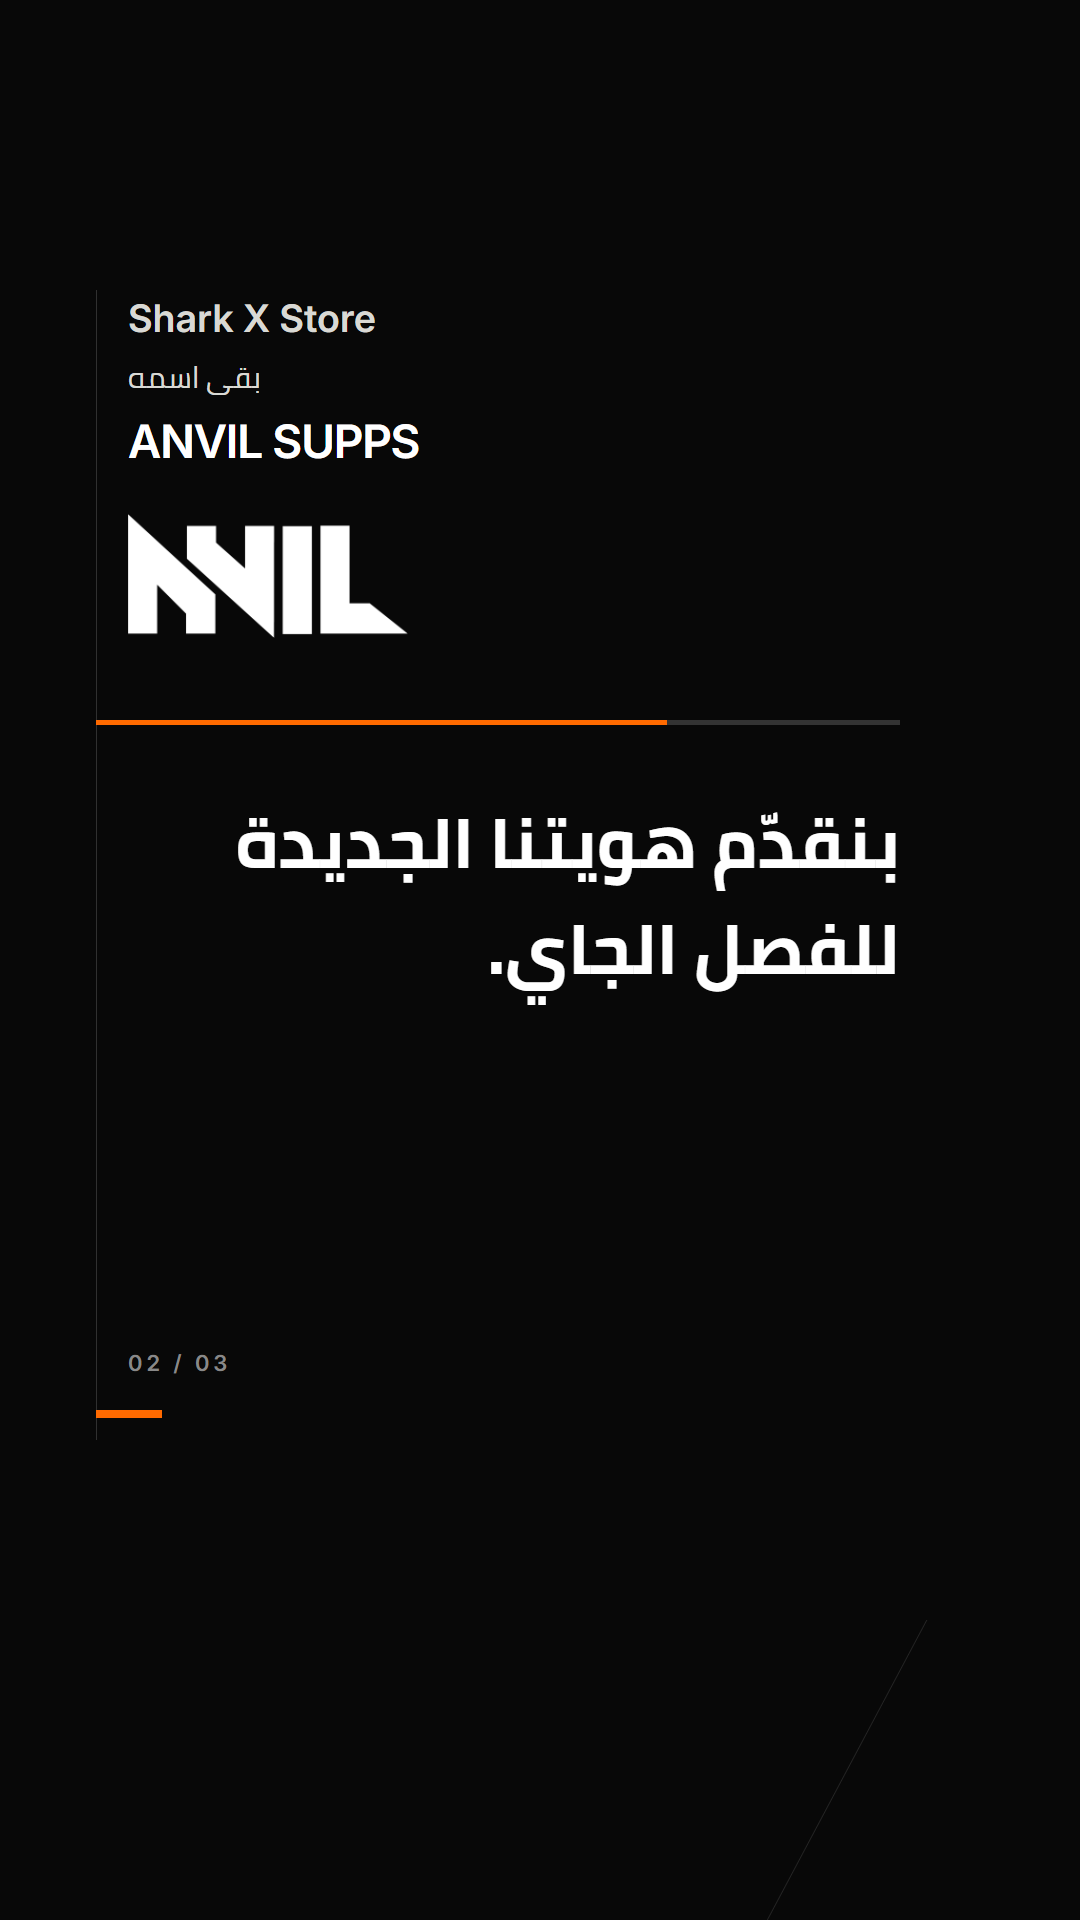 Shark X Store
بقى اسمه
ANVIL SUPPS
ANVIL
بنقدّم هويتنا الجديدة
للفصل الجاي.
02 / 03